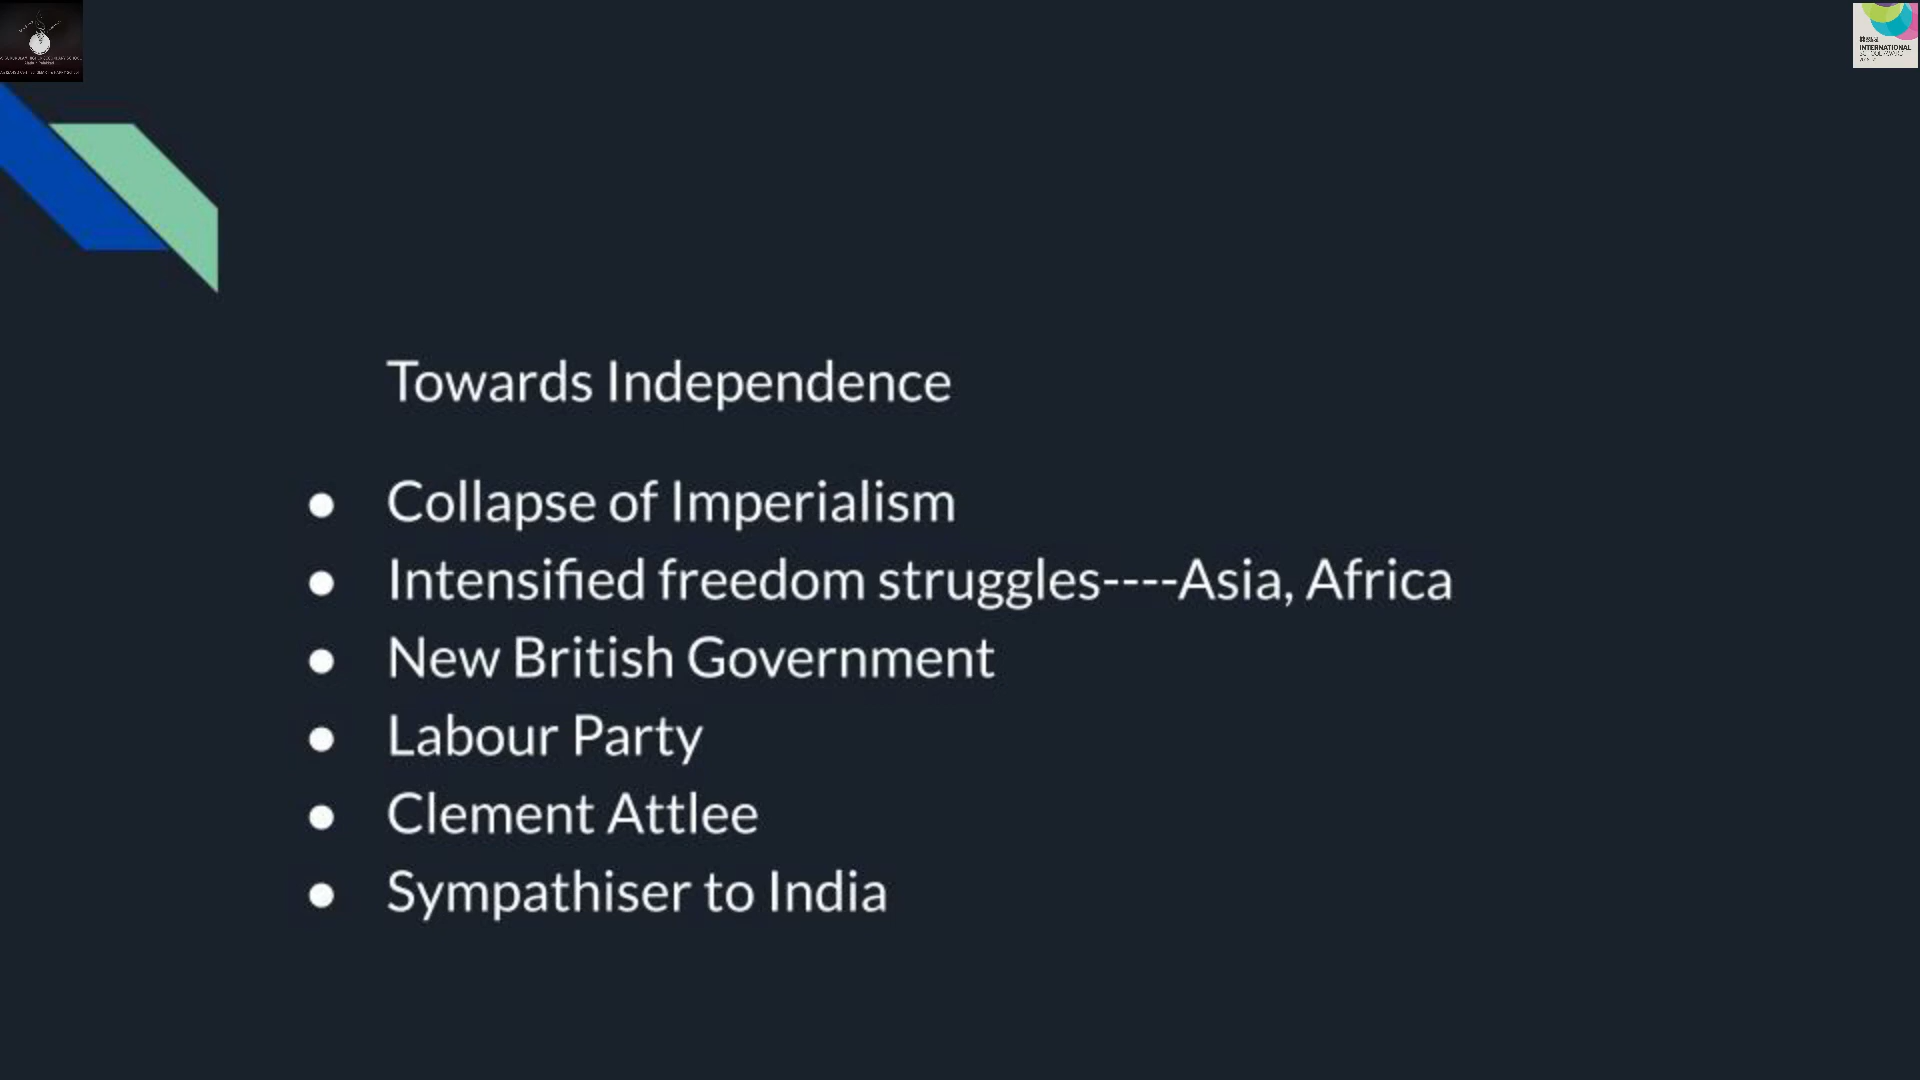 INTERNATIONAL
Towards Independence
● Collapse of Imperialism
● Intensified freedom struggles----Asia, Africa
● New British Government
● Labour Party
● Clement Attlee
● Sympathiser to India